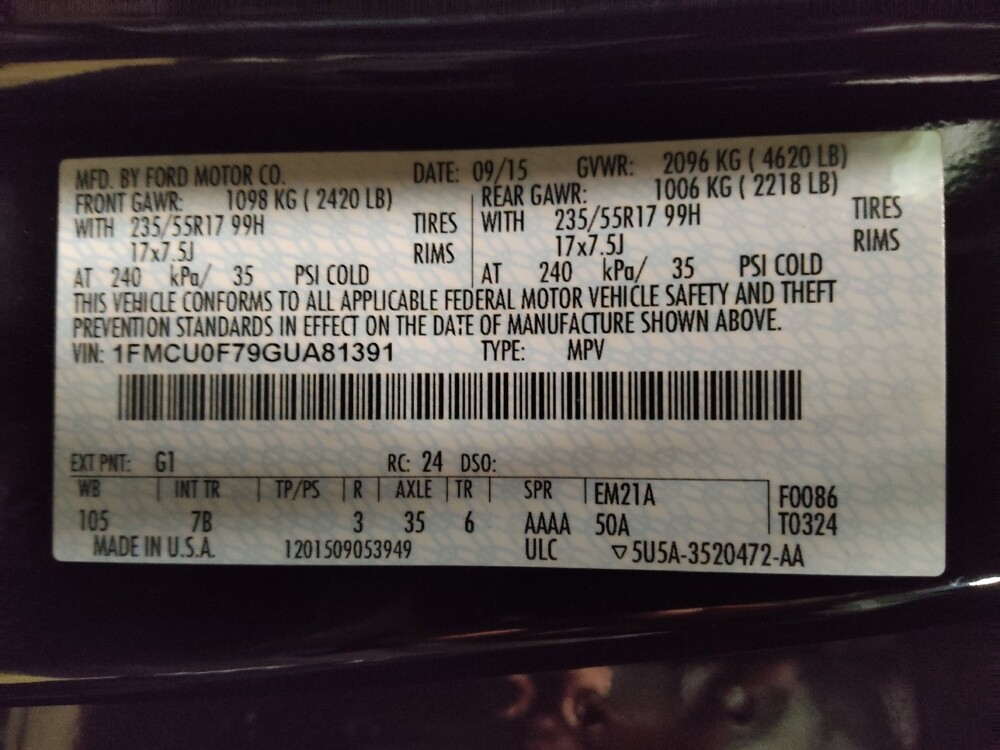 MFD. BY FORD MOTOR CO. DATE: 09/15 GVWR: 2096 KG ( 4620 LB)
FRONT GAWR: 1098 KG ( 2420 LB) REAR GAWR: 1006 KG ( 2218 LB)
WITH 235/55R17 99H TIRES WITH 235/55R17 99H TIRES
17x7.5J RIMS 17x7.5J RIMS
AT 240 kPa/ 35 PSI COLD AT 240 kPa/ 35 PSI COLD
THIS VEHICLE CONFORMS TO ALL APPLICABLE FEDERAL MOTOR VEHICLE SAFETY AND THEFT
PREVENTION STANDARDS IN EFFECT ON THE DATE OF MANUFACTURE SHOWN ABOVE.
VIN: 1FMCU0F79GUA81391 TYPE: MPV
EXT PNT: G1 RC: 24 DSO:
WB INT TR TP/PS R AXLE TR SPR EM21A F0086
105 7B 3 35 6 AAAA 50A T0324
MADE IN U.S.A. 1201509053949 ULC ▽5U5A-3520472-AA